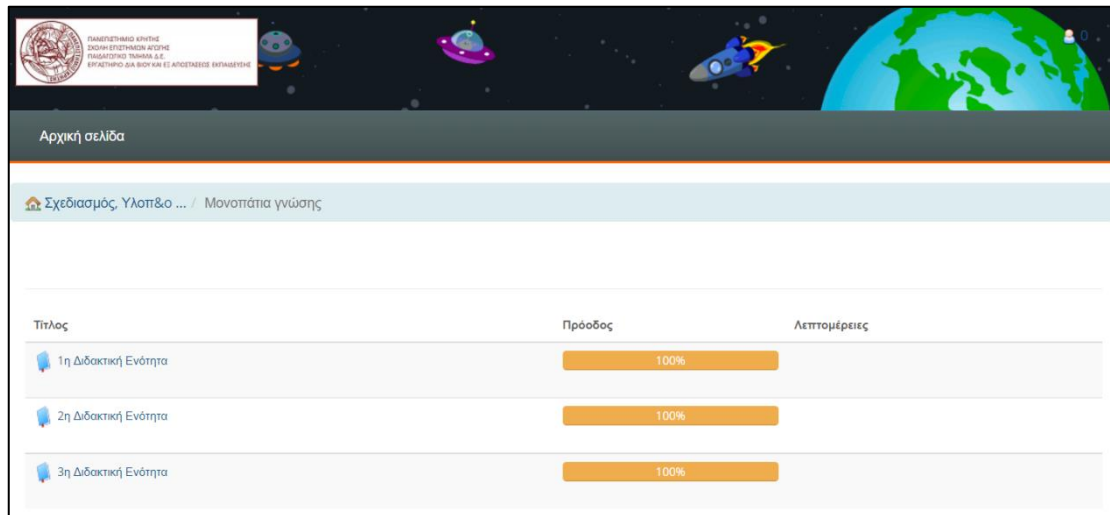 ΠΑΝΕΠΙΣΤΗΜΙΟ ΚΡΗΤΗΣ
ΣΧΟΛΗ ΕΠΙΣΤΗΜΩΝ ΑΓΩΓΗΣ
ΠΑΙΔΑΓΩΓΙΚΟ ΤΜΗΜΑ Δ.Ε.
ΕΡΓΑΣΤΗΡΙΟ ΔΙΑ ΒΙΟΥ ΚΑΙ ΕΞ ΑΠΟΣΤΑΣΕΩΣ ΕΚΠΑΙΔΕΥΣΗΣ
0
Αρχική σελίδα
Σχεδιασμός, Υλοπ&ο ... / Μονοπάτια γνώσης
Τίτλος Πρόοδος Λεπτομέρειες
1η Διδακτική Ενότητα 100%
2η Διδακτική Ενότητα 100%
3η Διδακτική Ενότητα 100%